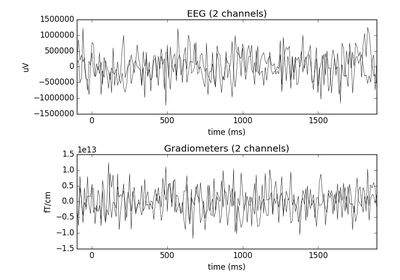 EEG (2 channels)
1500000
1000000
500000
0
−500000
−1000000
−1500000
uV
0 500 1000 1500
time (ms)
Gradiometers (2 channels)
1e13
1.5
1.0
0.5
0.0
−0.5
−1.0
−1.5
fT/cm
0 500 1000 1500
time (ms)